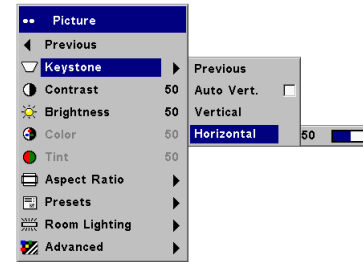 Picture
Previous
Keystone
Contrast 50
Brightness 50
Color 50
Tint 50
Aspect Ratio
Presets
Room Lighting
Advanced
Previous
Auto Vert.
Vertical
Horizontal 50